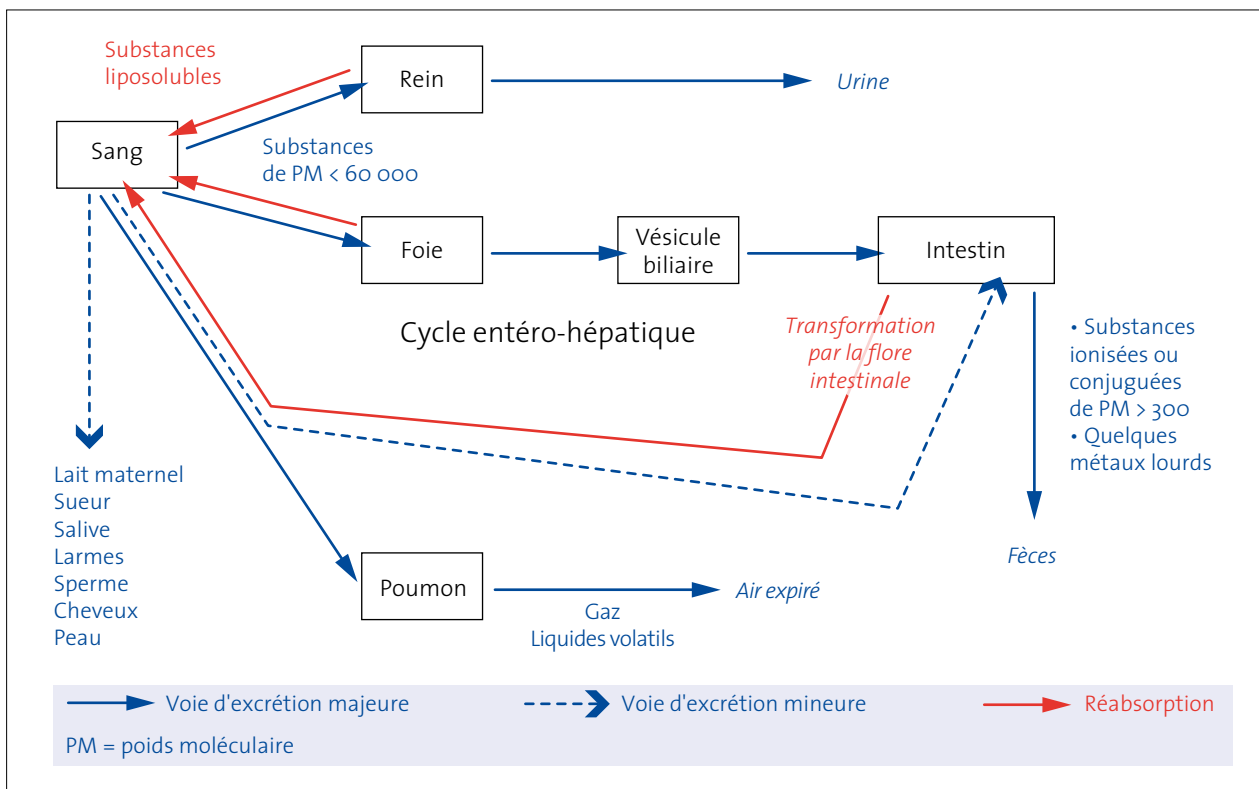 Substances
liposolubles
Rein
Urine
Sang
Substances
de PM < 60 000
Foie
Vésicule
biliaire
Intestin
Cycle entéro-hépatique
Transformation
par la flore
intestinale
• Substances
ionisées ou
conjuguées
de PM > 300
• Quelques
métaux lourds
Lait maternel
Sueur
Salive
Larmes
Sperme
Cheveux
Peau
Fèces
Poumon
Air expiré
Gaz
Liquides volatils
Voie d'excrétion majeure
Voie d'excrétion mineure
Réabsorption
PM = poids moléculaire